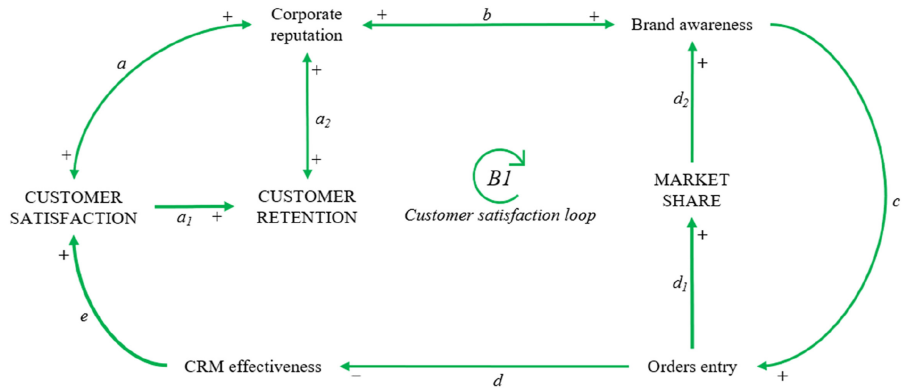 + Corporate reputation + b + Brand awareness
a c
+ a2 + d2
+ +
CUSTOMER SATISFACTION a1 + CUSTOMER RETENTION B1 MARKET SHARE
Customer satisfaction loop
+ +
e d1
CRM effectiveness − d Orders entry +